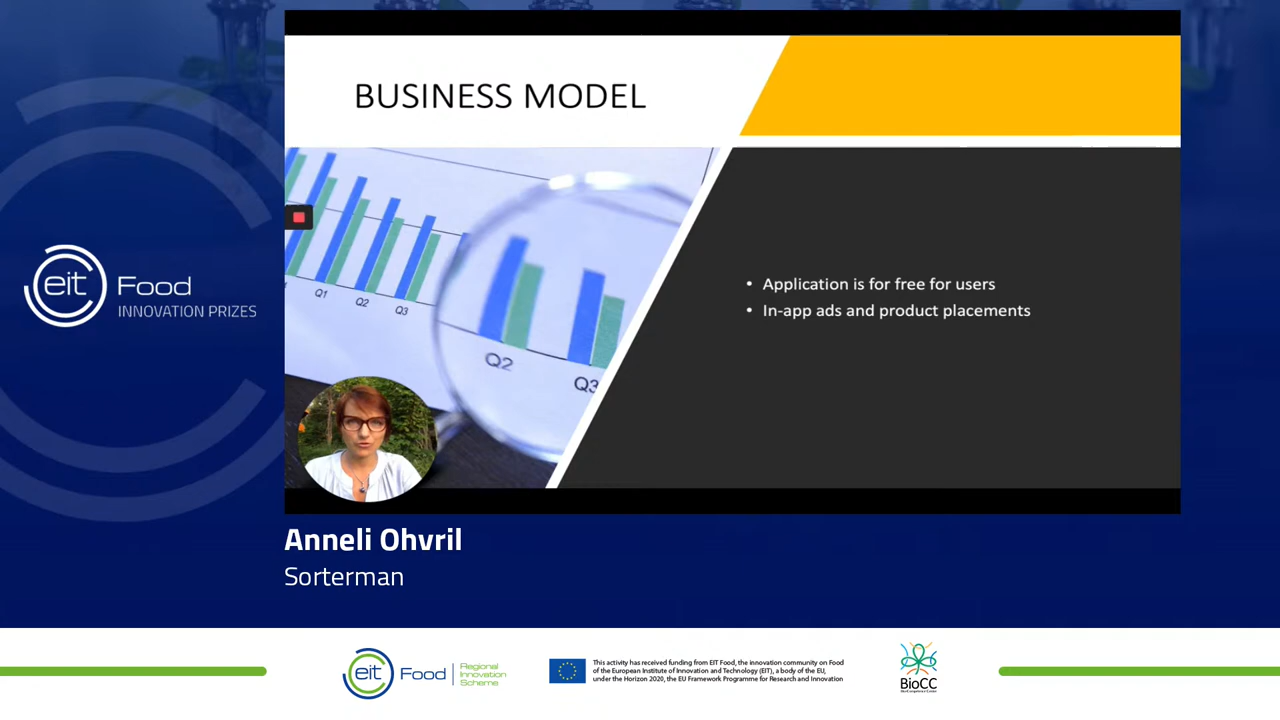 BUSINESS MODEL
Q1
Q2
Q3
Q2
Q3
• Application is for free for users
• In-app ads and product placements
eit Food
INNOVATION PRIZES
Anneli Ohvril
Sorterman
eit Food
Regional
Innovation
Scheme
This activity has received funding from EIT Food, the innovation community on Food
of the European Institute of Innovation and Technology (EIT), a body of the EU,
under the Horizon 2020, the EU Framework Programme for Research and Innovation
BioCC